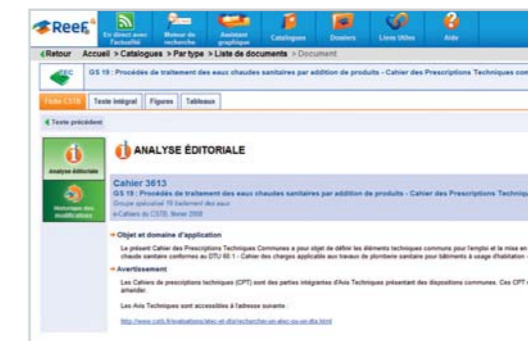 ReeF
En direct avec l'actualité
Moteur de recherche
Assistant graphique
Catalogues
Dossiers
Liens Utiles
Aide
Retour Accueil > Catalogues > Par type > Liste de documents > Document
TEC GS 19 : Procédés de traitement des eaux chaudes sanitaires par addition de produits - Cahier des Prescriptions Techniques com
Fiche CSTB Texte intégral Figures Tableaux
Texte précédent
ANALYSE ÉDITORIALE
Analyse éditoriale
Historique des modifications
Cahier 3613
GS 19 : Procédés de traitement des eaux chaudes sanitaires par addition de produits - Cahier des Prescriptions Technique
Groupe spécialisé 19 traitement des eaux
e-Cahiers du CSTB, février 2008
Objet et domaine d'application
Le présent Cahier des Prescriptions Techniques Communes a pour objet de définir les éléments techniques communs pour l'emploi et la mise en
chaude sanitaire conformes au DTU 60.1 - Cahier des charges applicable aux travaux de plomberie sanitaire pour bâtiments à usage d'habitation -
Avertissement
Les Cahiers de prescriptions techniques (CPT) sont des parties intégrantes d'Avis Techniques présentant des dispositions communes. Ces CPT
amender.
Les Avis Techniques sont accessibles à l'adresse suivante :